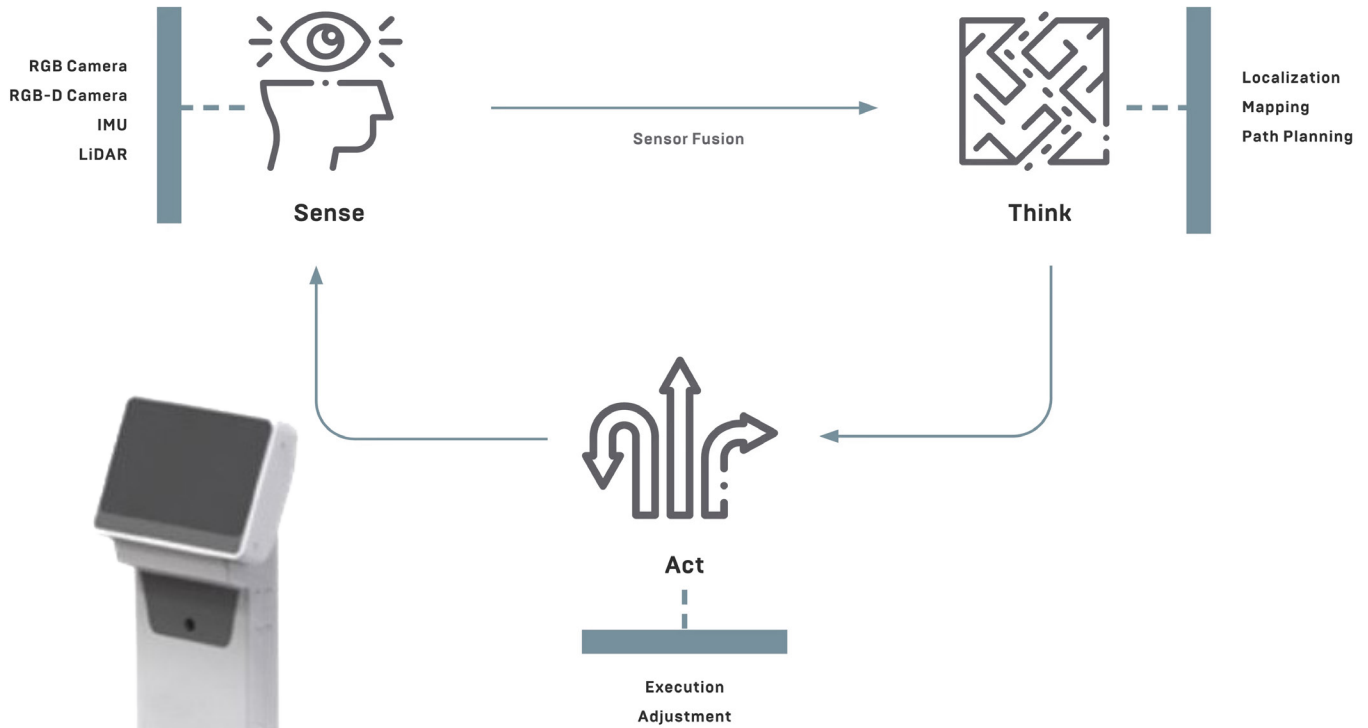 RGB Camera
RGB-D Camera
IMU
LiDAR
Sense
Sensor Fusion
Think
Localization
Mapping
Path Planning
Act
Execution
Adjustment